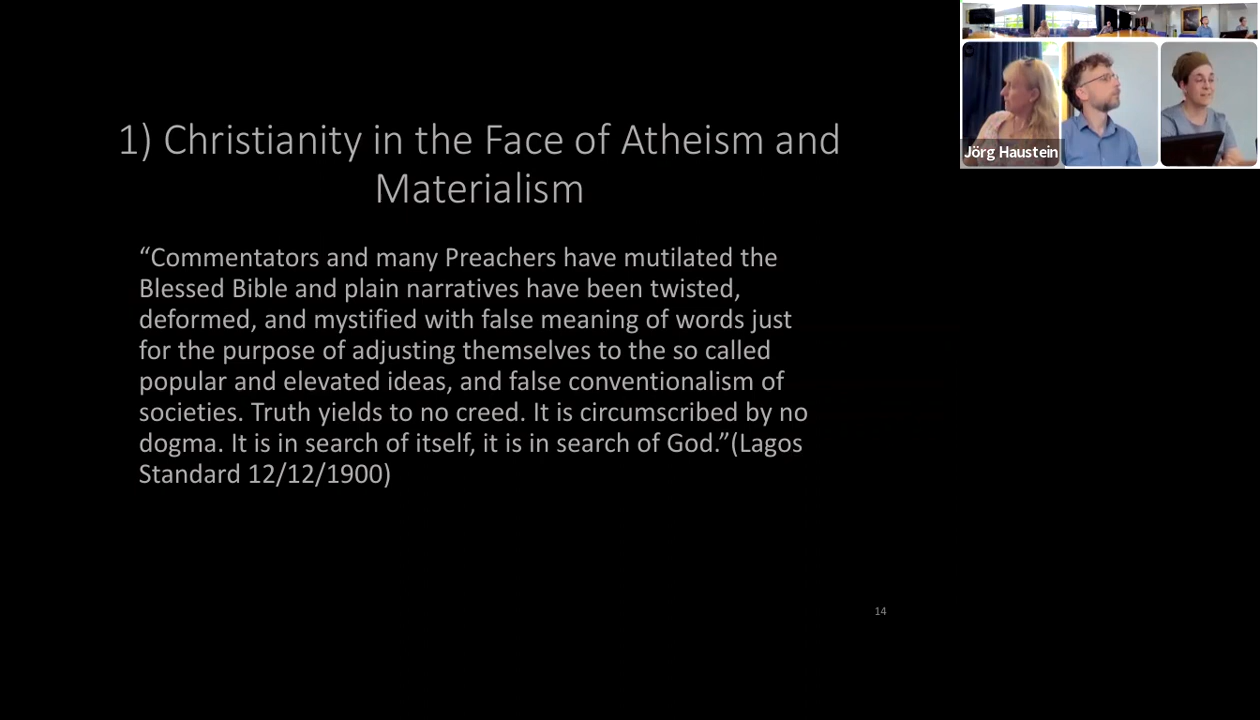 1) Christianity in the Face of Atheism and
Materialism
“Commentators and many Preachers have mutilated the
Blessed Bible and plain narratives have been twisted,
deformed, and mystified with false meaning of words just
for the purpose of adjusting themselves to the so called
popular and elevated ideas, and false conventionalism of
societies. Truth yields to no creed. It is circumscribed by no
dogma. It is in search of itself, it is in search of God.”(Lagos
Standard 12/12/1900)
14
Jörg Haustein